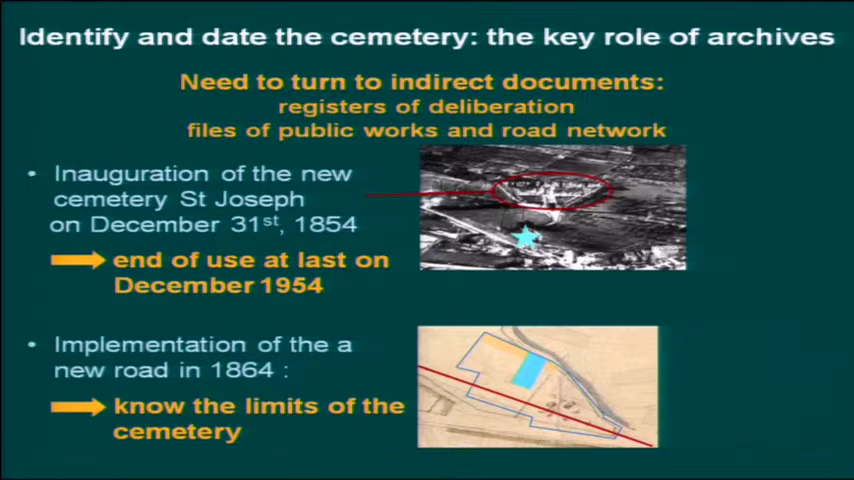 Identify and date the cemetery: the key role of archives
Need to turn to indirect documents:
registers of deliberation
files of public works and road network
• Inauguration of the new
cemetery St Joseph
on December 31st, 1854
end of use at last on
December 1954
• Implementation of the a
new road in 1864 :
know the limits of the
cemetery